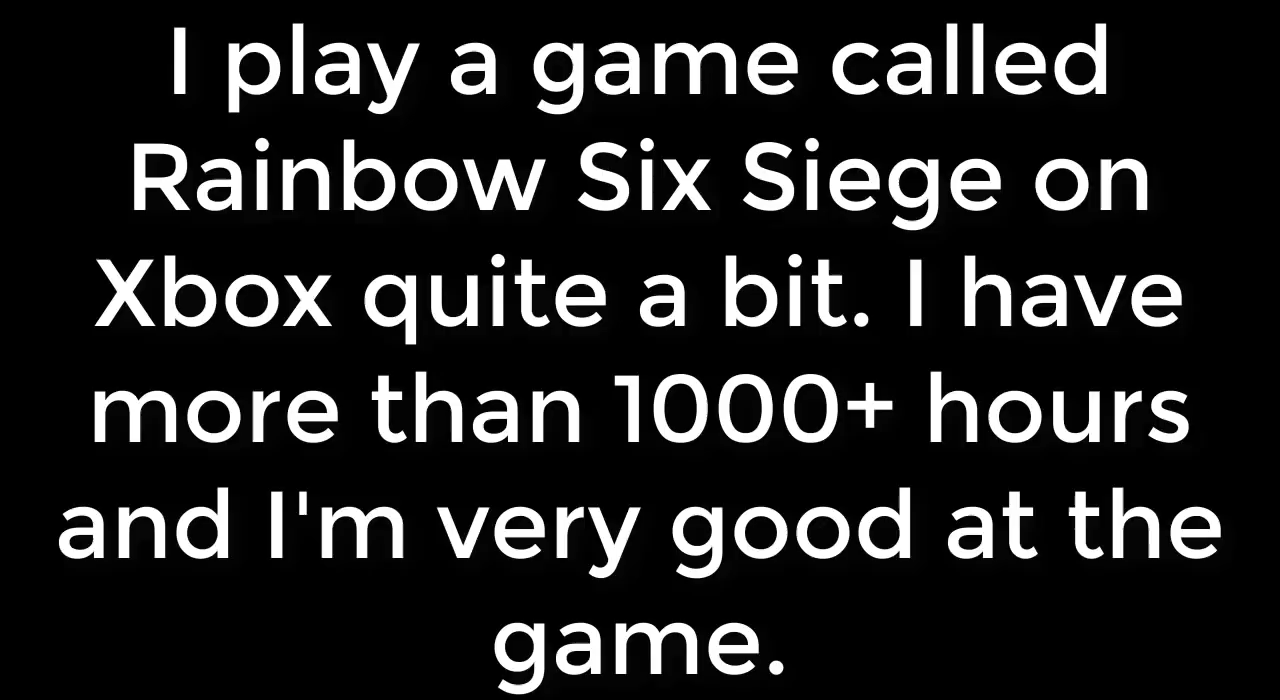 I play a game called
Rainbow Six Siege on
Xbox quite a bit. I have
more than 1000+ hours
and I'm very good at the
game.